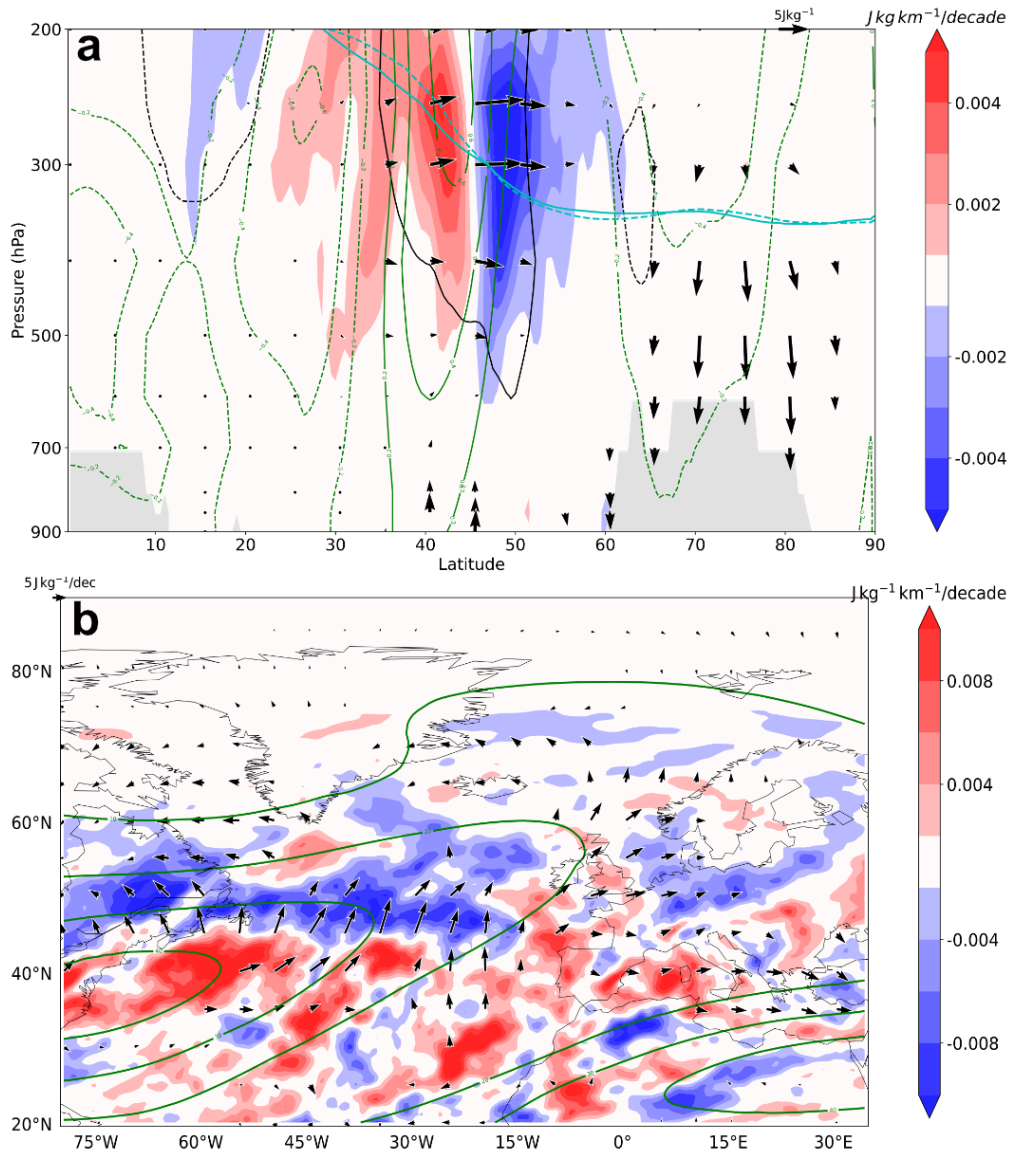 a
5Jkg⁻¹
J kg km⁻¹/decade
200
300
500
700
900
Pressure (hPa)
10
20
30
40
50
60
70
80
90
Latitude
0.004
0.002
-0.002
-0.004
b
5 J kg⁻¹/dec
J kg⁻¹ km⁻¹/decade
80°N
60°N
40°N
20°N
75°W
60°W
45°W
30°W
15°W
0°
15°E
30°E
0.008
0.004
-0.004
-0.008